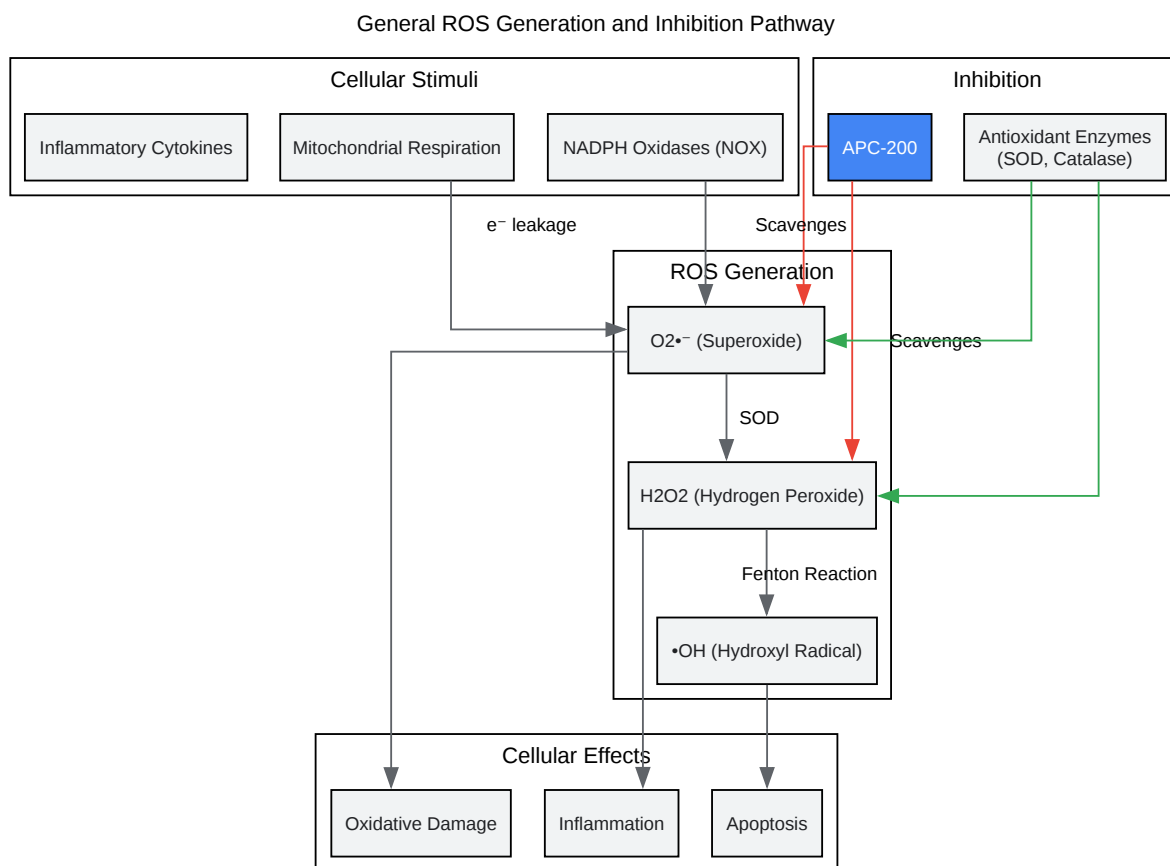 General ROS Generation and Inhibition Pathway
Cellular Stimuli
Inhibition
Inflammatory Cytokines
Mitochondrial Respiration
NADPH Oxidases (NOX)
APC-200
Antioxidant Enzymes
(SOD, Catalase)
e⁻ leakage
Scavenges
ROS Generation
O2•⁻ (Superoxide)
Scavenges
SOD
H2O2 (Hydrogen Peroxide)
Fenton Reaction
•OH (Hydroxyl Radical)
Cellular Effects
Oxidative Damage
Inflammation
Apoptosis